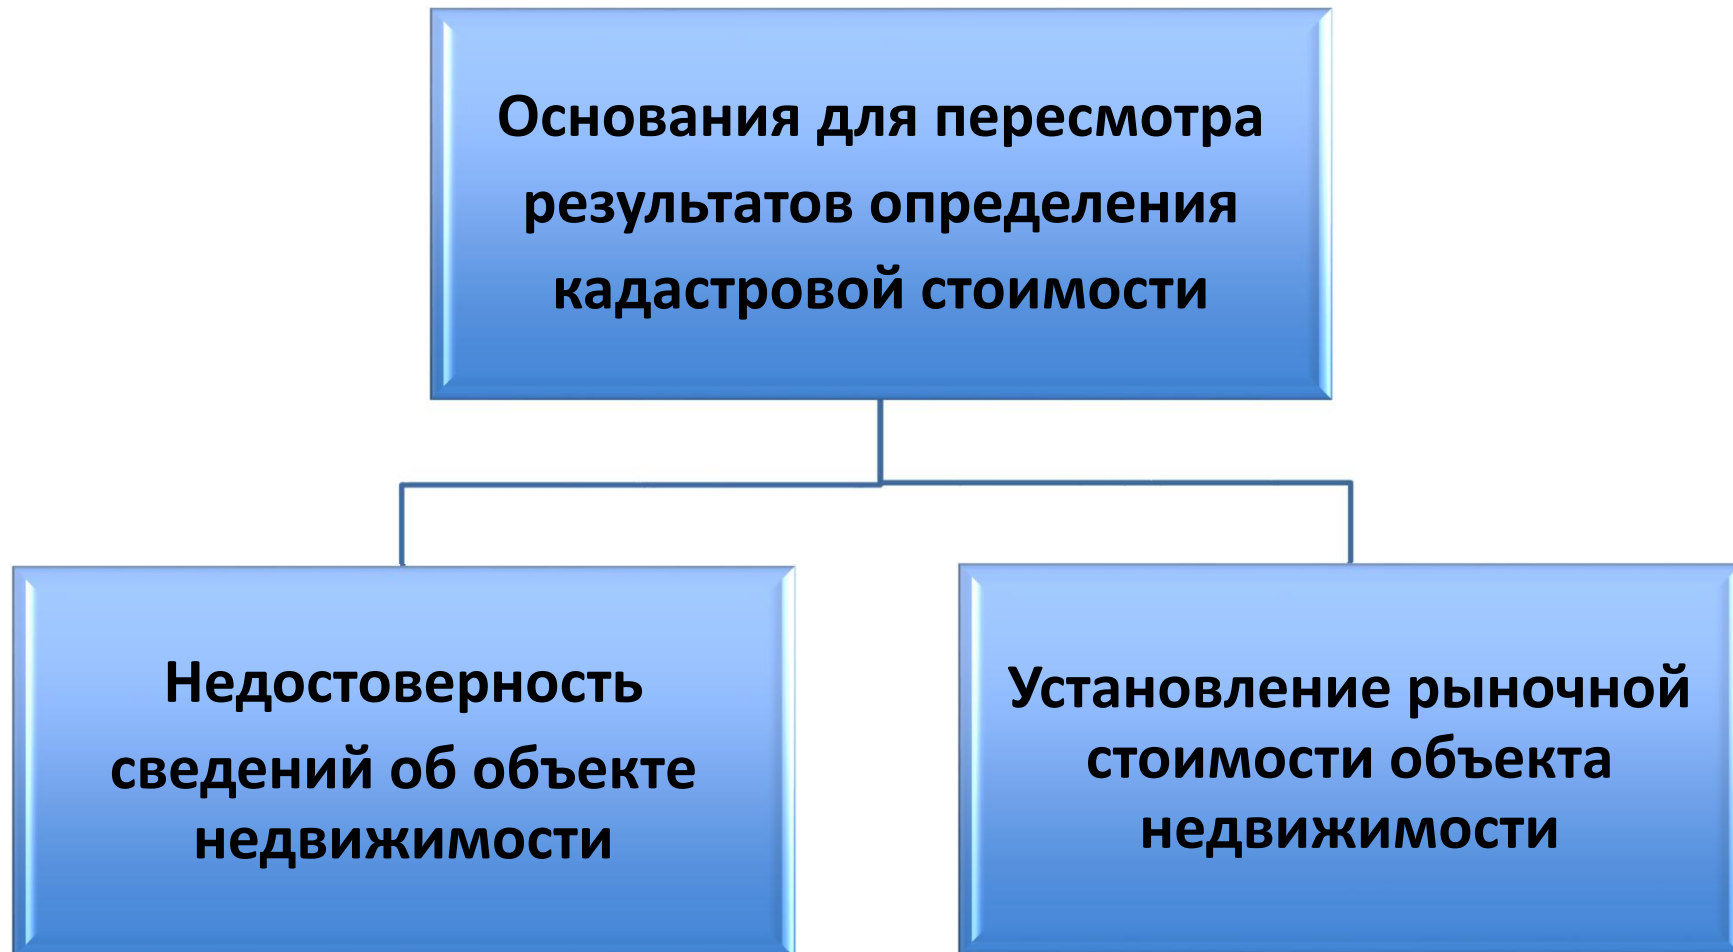 Основания для пересмотра
результатов определения
кадастровой стоимости
Недостоверность
сведений об объекте
недвижимости
Установление рыночной
стоимости объекта
недвижимости